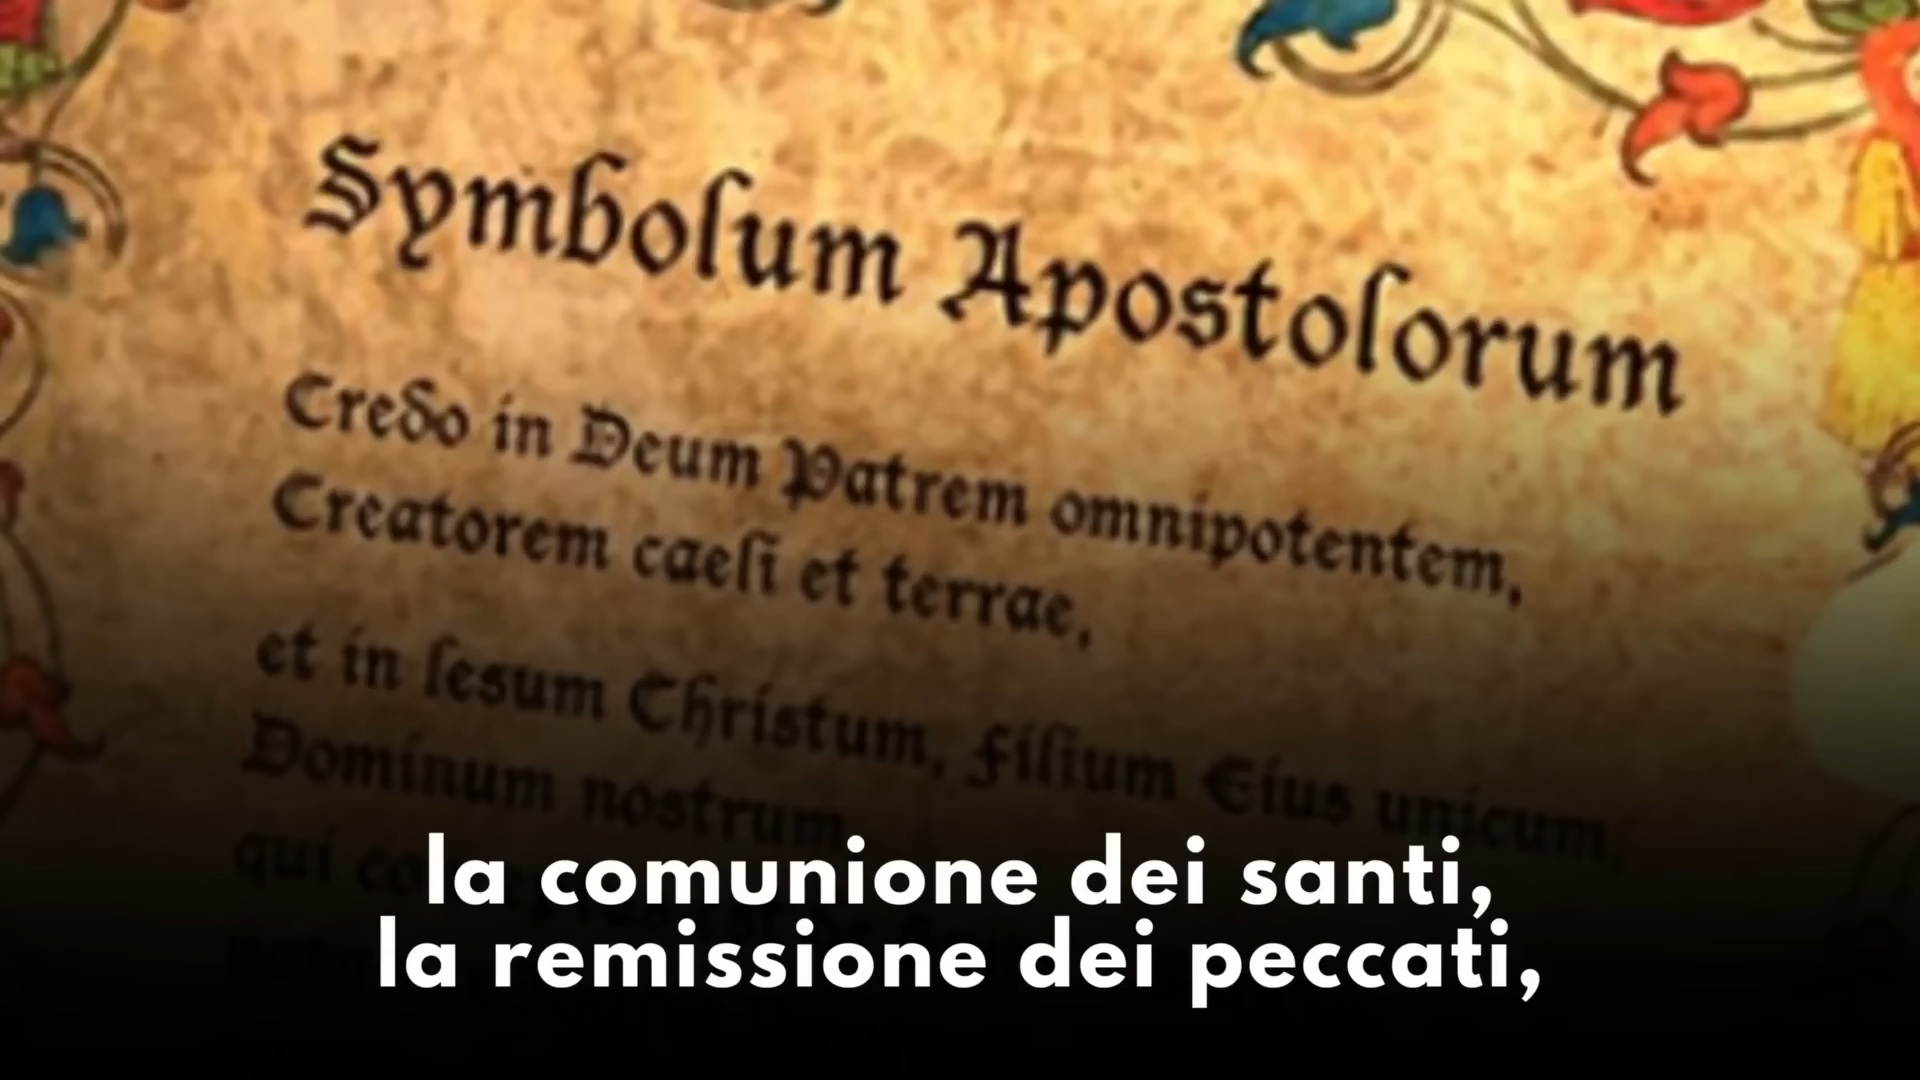 Symbolum Apostolorum
Credo in Deum Patrem omnipotentem,
Creatorem caeli et terrae,
et in Iesum Christum, Filium Eius unicum,
Dominum nostrum,
qui
la comunione dei santi,
la remissione dei peccati,